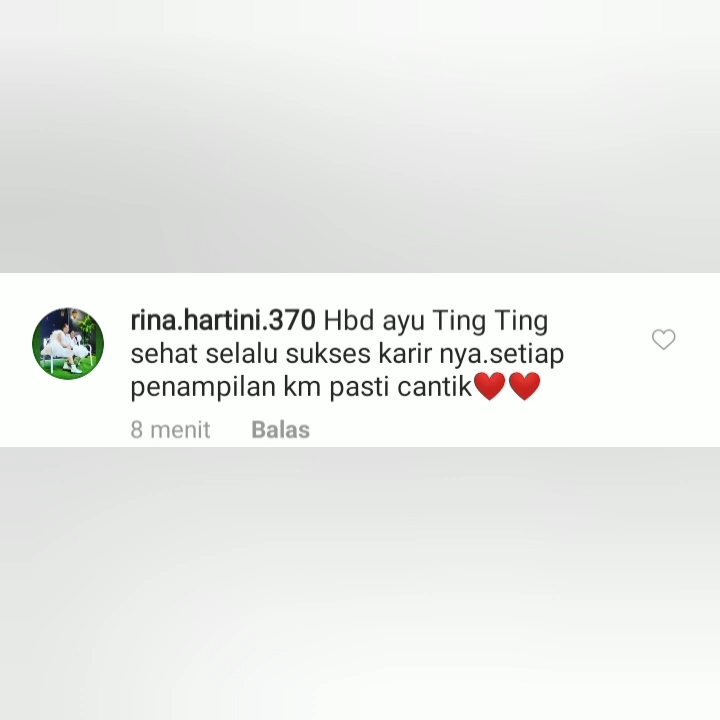 rina.hartini.370 Hbd ayu Ting Ting
sehat selalu sukses karir nya.setiap
penampilan km pasti cantik❤️❤️
8 menit Balas